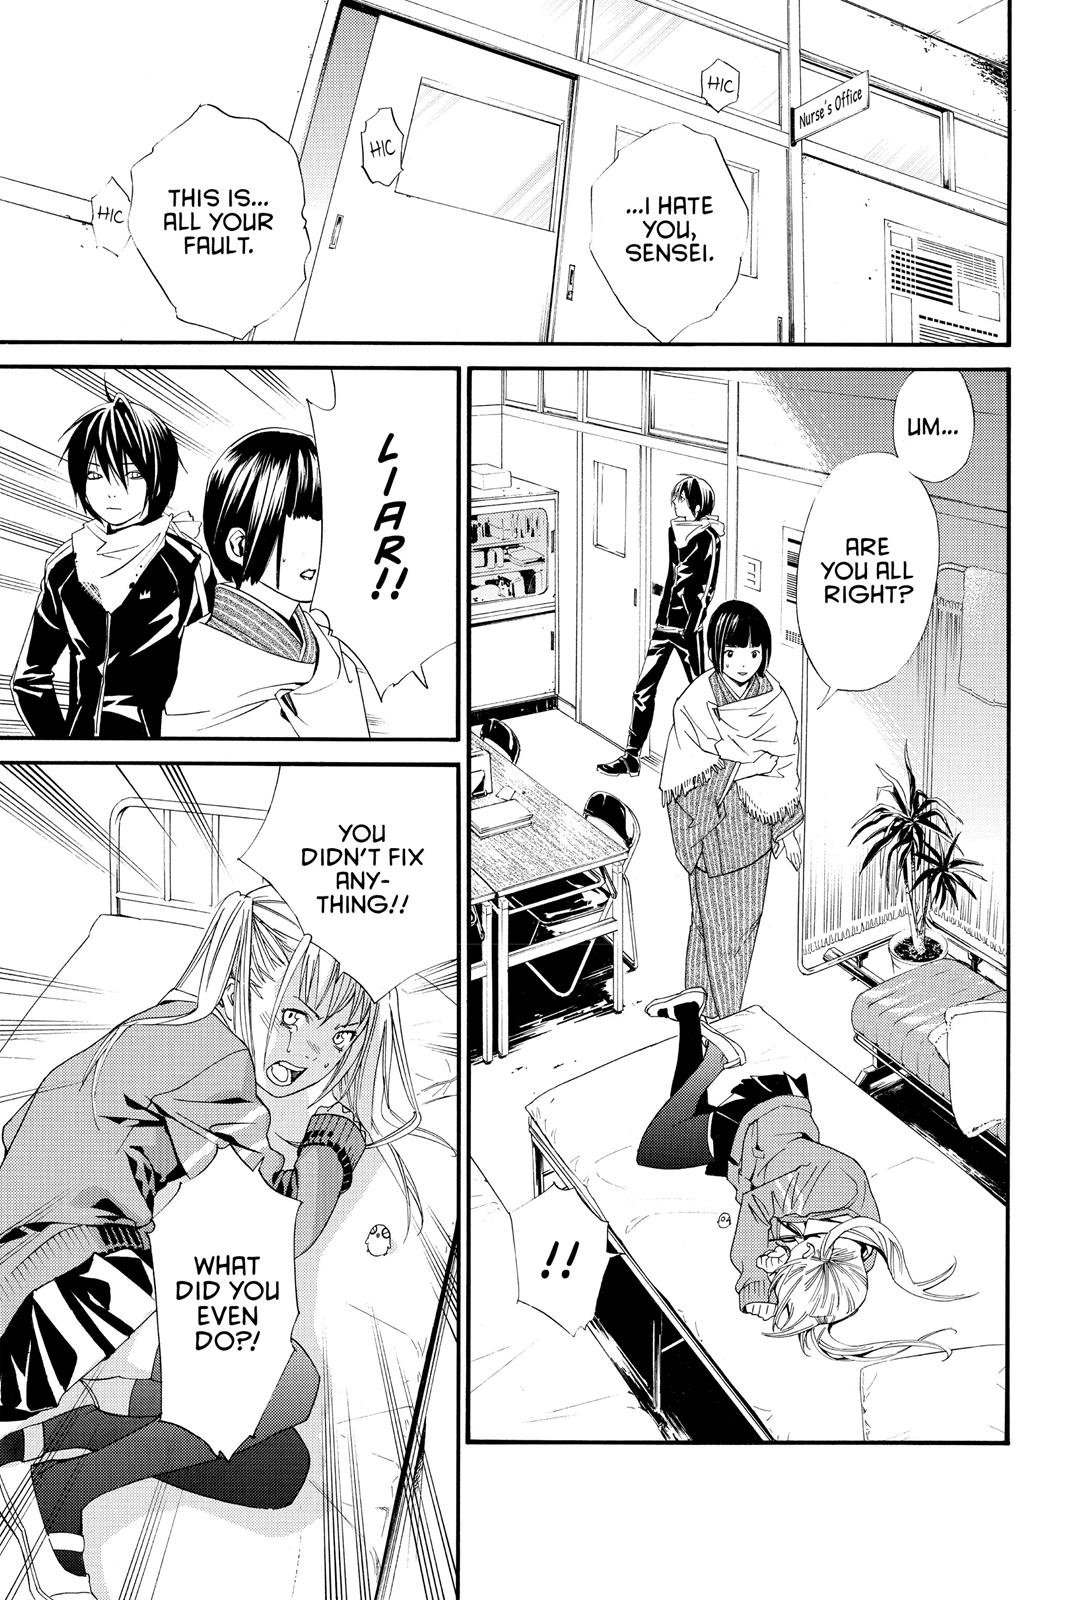 Nurse's Office
HIC
...I HATE
YOU,
SENSEI.
HIC
THIS IS...
ALL YOUR
FAULT.
HIC
UM...
ARE
YOU ALL
RIGHT?
!!
LIAR!!
YOU
DIDN'T FIX
ANY-
THING!!
WHAT
DID YOU
EVEN
DO?!